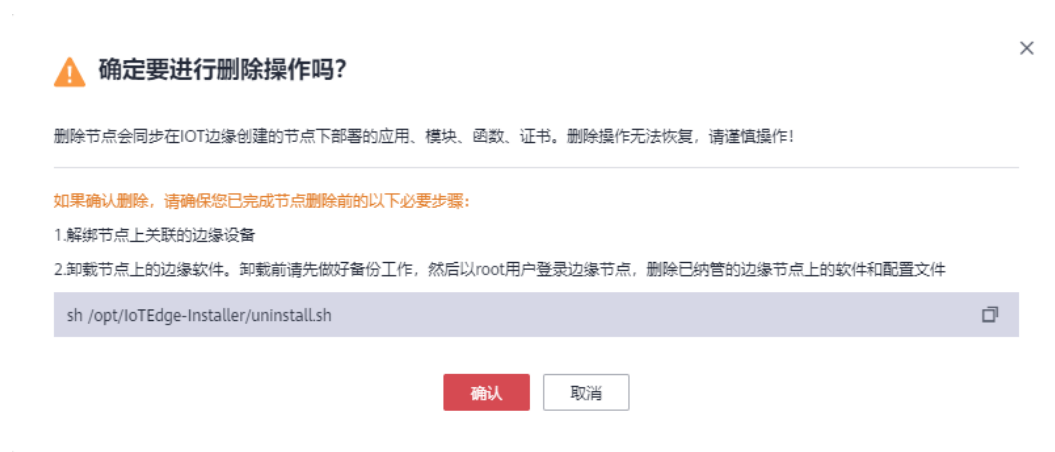 确定要进行删除操作吗?
删除节点会同步在IOT边缘创建的节点下部署的应用、模块、函数、证书。删除操作无法恢复，请谨慎操作!
如果确认删除，请确保您已完成节点删除前的以下必要步骤:
1.解绑节点上关联的边缘设备
2.卸载节点上的边缘软件。卸载前请先做好备份工作，然后以root用户登录边缘节点，删除已纳管的边缘节点上的软件和配置文件
sh /opt/IoTEdge-Installer/uninstall.sh
确认 取消